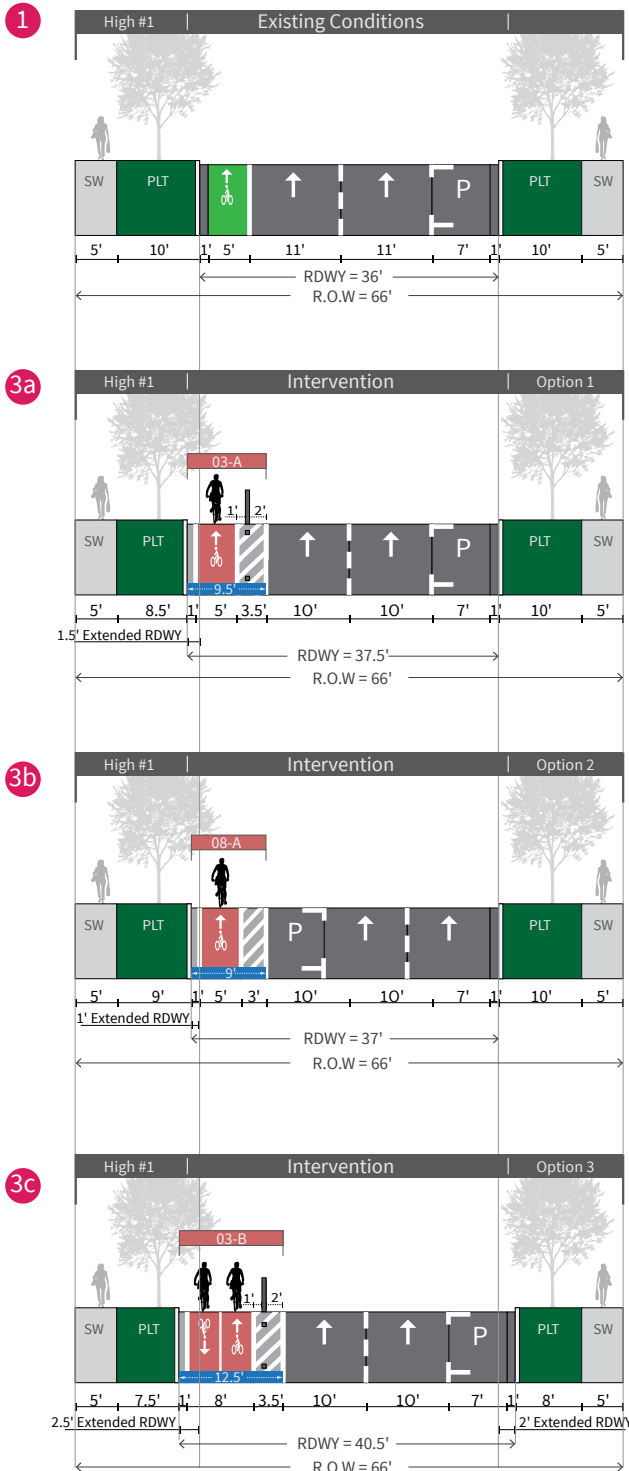 1
High #1 | Existing Conditions
SW PLT P PLT SW
5' 10' 1' 5' 11' 11' 7' 1' 10' 5'
RDWY = 36'
R.O.W = 66'
3a
High #1 | Intervention | Option 1
03-A
1' 2'
SW PLT P PLT SW
9.5'
5' 8.5' 1' 5' 3.5' 10' 10' 7' 1' 10' 5'
1.5' Extended RDWY
RDWY = 37.5'
R.O.W = 66'
3b
High #1 | Intervention | Option 2
08-A
SW PLT P PLT SW
9'
5' 9' 1' 5' 3' 10' 10' 7' 1' 10' 5'
1' Extended RDWY
RDWY = 37'
R.O.W = 66'
3c
High #1 | Intervention | Option 3
03-B
1' 2'
SW PLT P PLT SW
12.5'
5' 7.5' 1' 8' 3.5' 10' 10' 7' 1' 8' 5'
2.5' Extended RDWY 2' Extended RDWY
RDWY = 40.5'
R.O.W = 66'